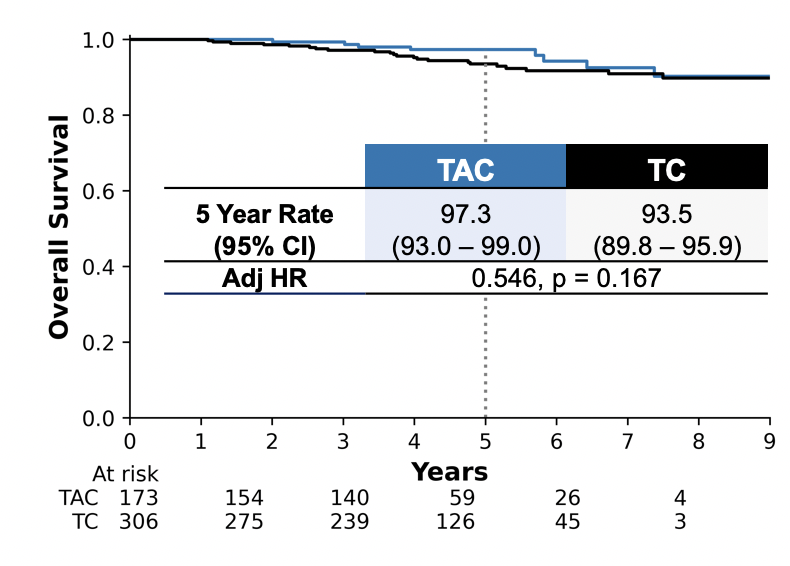 1.0
0.8
0.6
0.4
0.2
0.0
Overall Survival
TAC TC
5 Year Rate 97.3 93.5
(95% CI) (93.0 – 99.0) (89.8 – 95.9)
Adj HR 0.546, p = 0.167
0 1 2 3 4 5 6 7 8 9
At risk Years
TAC 173 154 140 59 26 4
TC 306 275 239 126 45 3